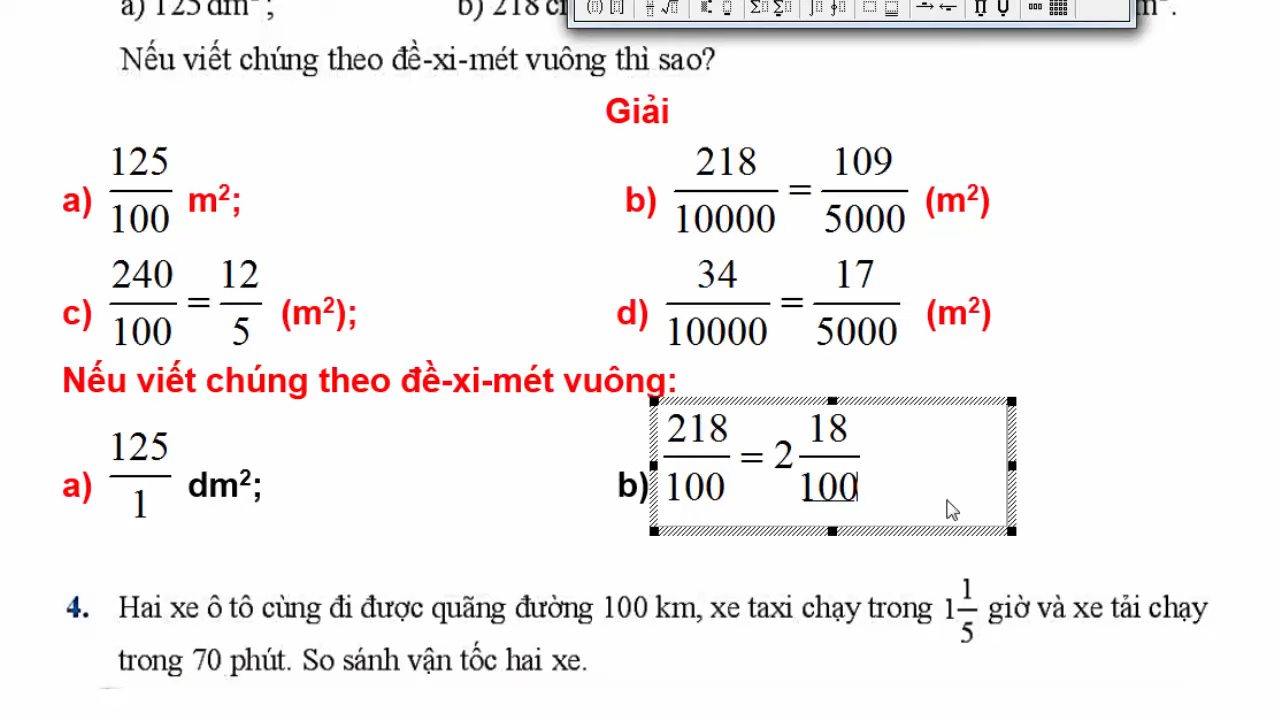 a) 125 dm² ; b) 218 c m².
Nếu viết chúng theo đề-xi-mét vuông thì sao?
Giải
a) 125/100 m²; b) 218/10000 = 109/5000 (m²)
c) 240/100 = 12/5 (m²); d) 34/10000 = 17/5000 (m²)
Nếu viết chúng theo đề-xi-mét vuông:
a) 125/1 dm²; b) 218/100 = 2 18/100
4. Hai xe ô tô cùng đi được quãng đường 100 km, xe taxi chạy trong 1 1/5 giờ và xe tải chạy
trong 70 phút. So sánh vận tốc hai xe.